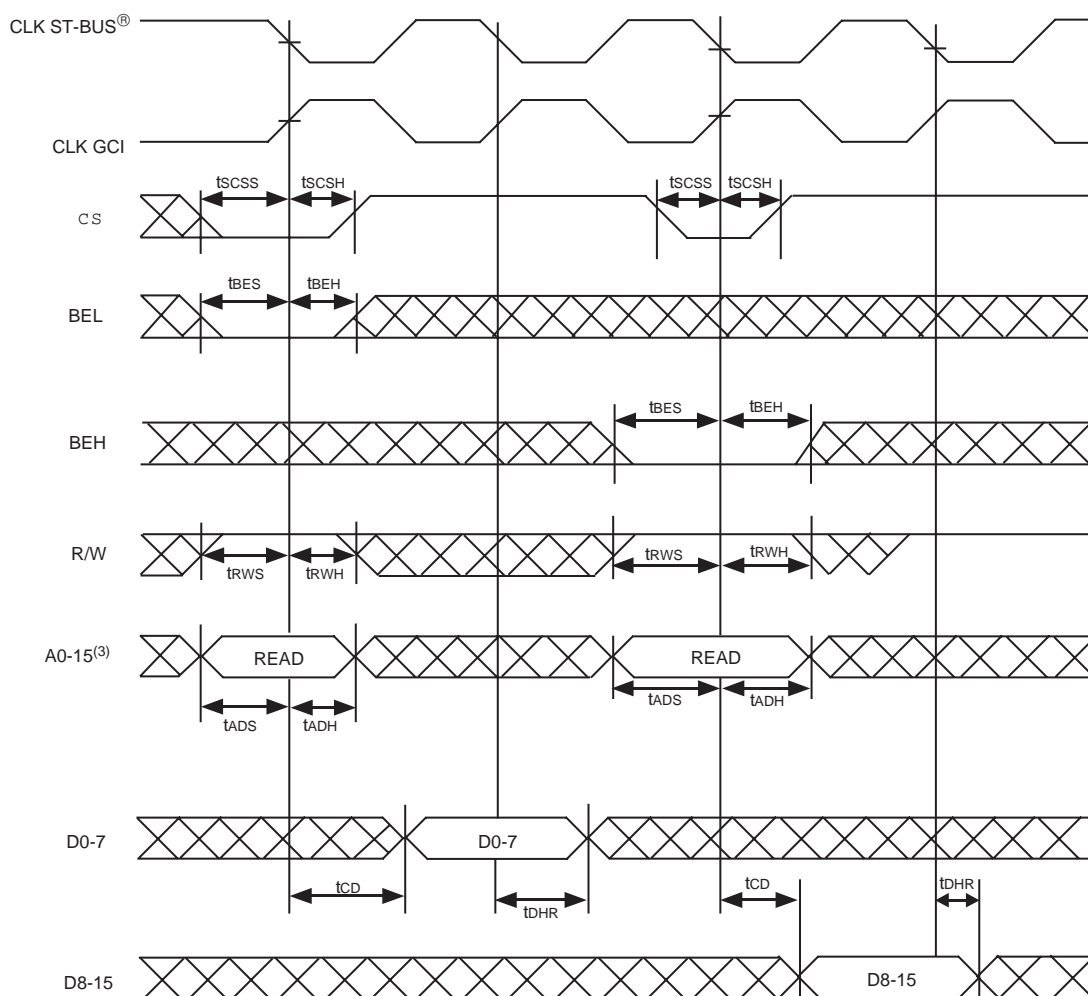 CLK ST-BUS®
CLK GCI
tSCSS tSCSH tSCSS tSCSH
CS
tBES tBEH
BEL
tBES tBEH
BEH
R/W
tRWS tRWH tRWS tRWH
A0-15(3) READ READ
tADS tADH tADS tADH
D0-7 D0-7
tCD tDHR tCD tDHR
D8-15 D8-15